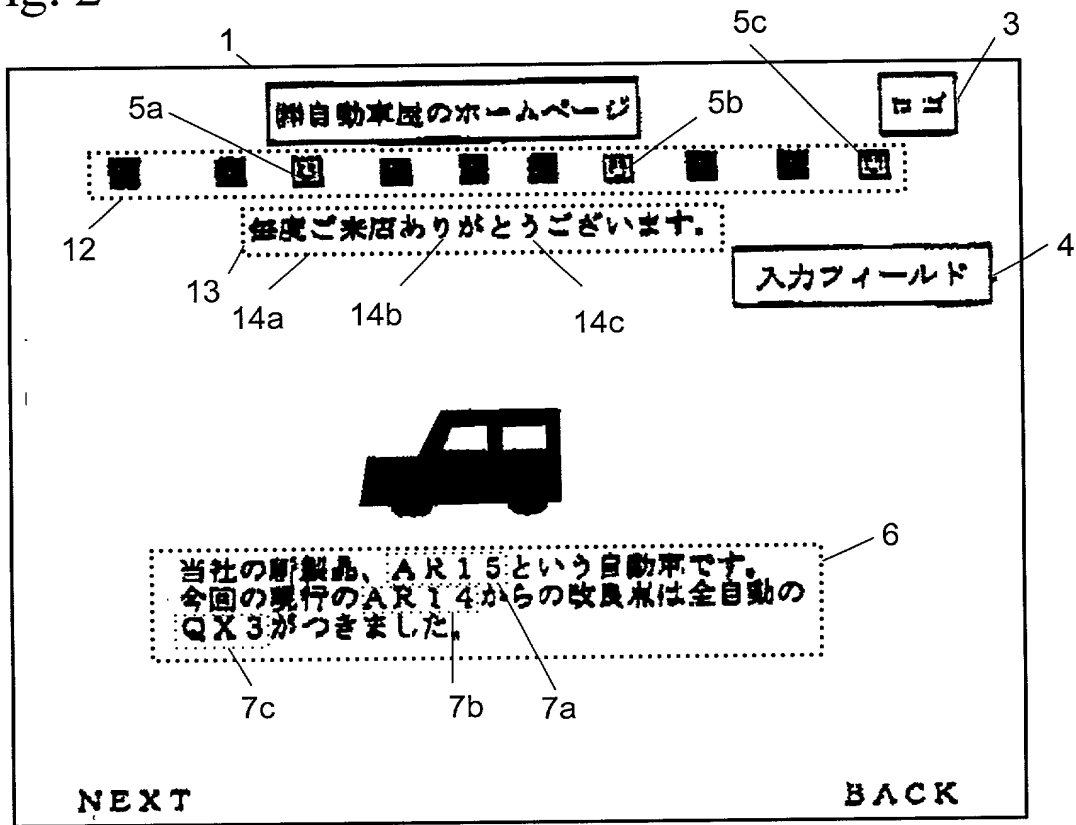 ig. 2
1
5c
3
5a
㈱自動車屋のホームページ
5b
ロゴ
12
毎度ご来店ありがとうございます。
13
入力フィールド
4
14a
14b
14c
6
当社の新製品、AR15という自動車です。
今回の現行のAR14からの改良点は全自動の
QX3がつきました。
7c
7b
7a
NEXT
BACK